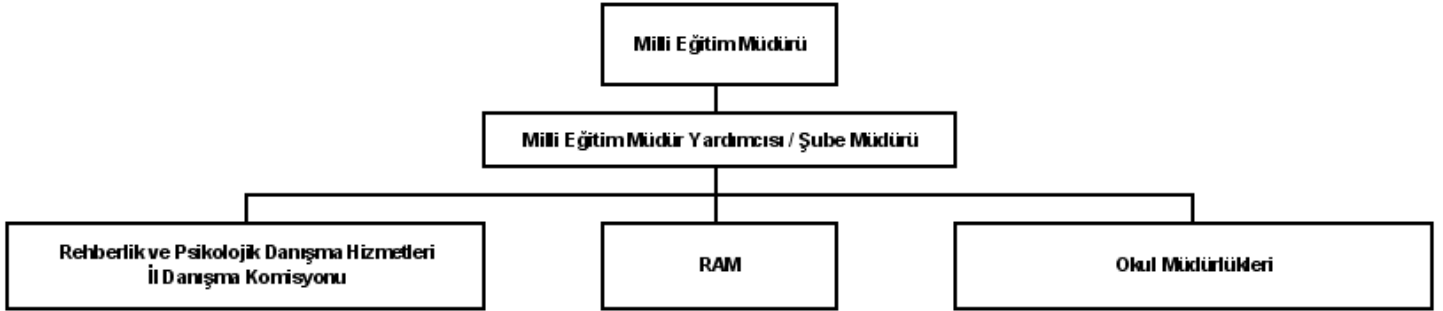 Milli Eğitim Müdürü
Milli Eğitim Müdür Yardımcısı / Şube Müdürü
Rehberlik ve Psikolojik Danışma Hizmetleri
İl Danışma Komisyonu
RAM
Okul Müdürlükleri